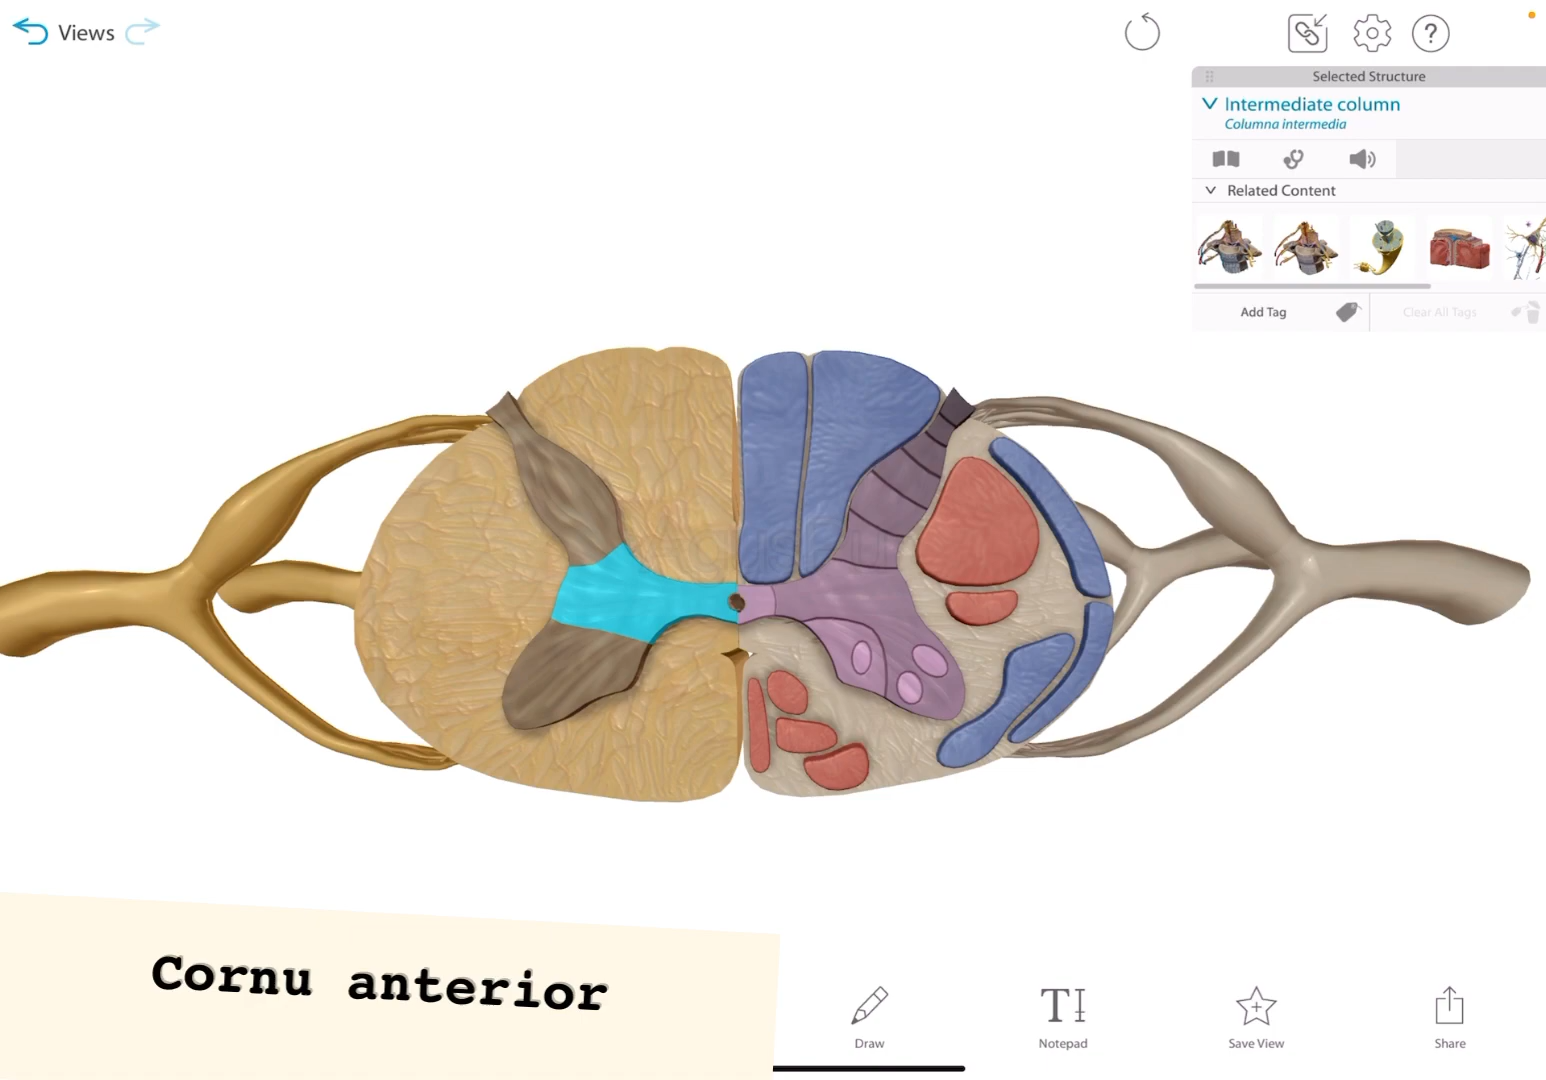 Views
?
Selected Structure
Intermediate column
Columna intermedia
Related Content
Add Tag
Clear All Tags
Cornu anterior
Draw
Notepad
Save View
Share